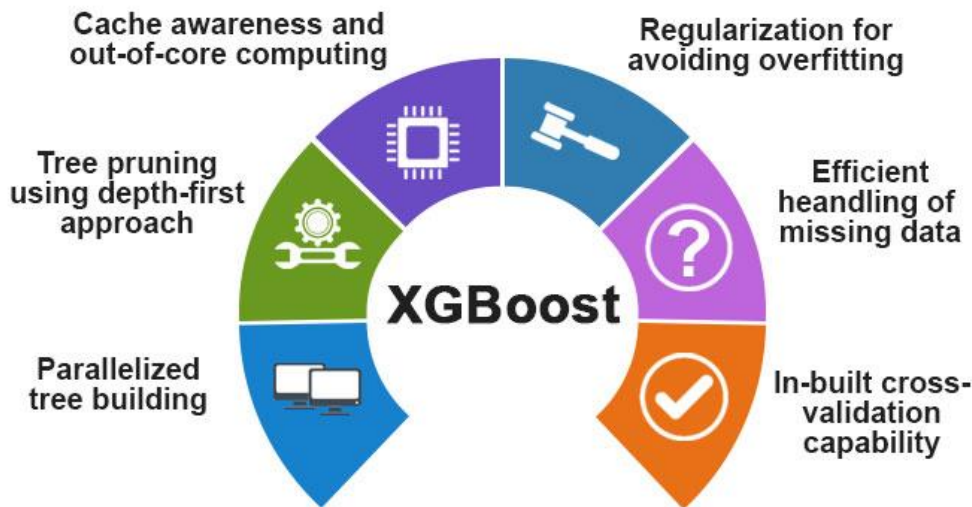 Cache awareness and
out-of-core computing
Regularization for
avoiding overfitting
Tree pruning
using depth-first
approach
Efficient
heandling of
missing data
XGBoost
Parallelized
tree building
In-built cross-
validation
capability